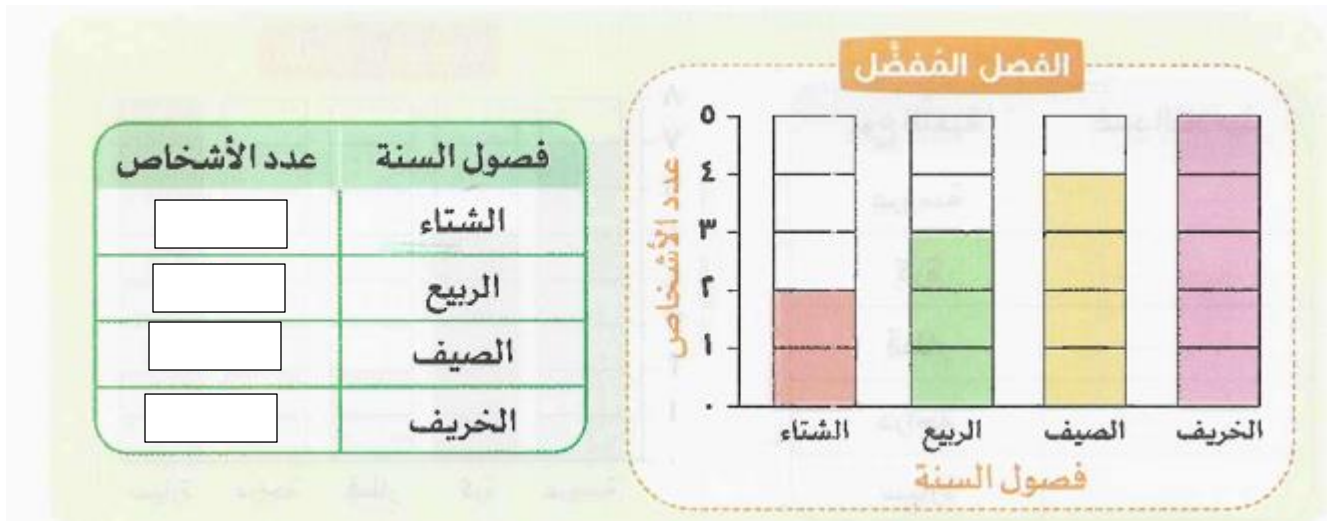 الفصل المُفضَّل
عدد الأشخاص
٥
٤
٣
٢
١
٠
الشتاء الربيع الصيف الخريف
فصول السنة
فصول السنة عدد الأشخاص
الشتاء
الربيع
الصيف
الخريف